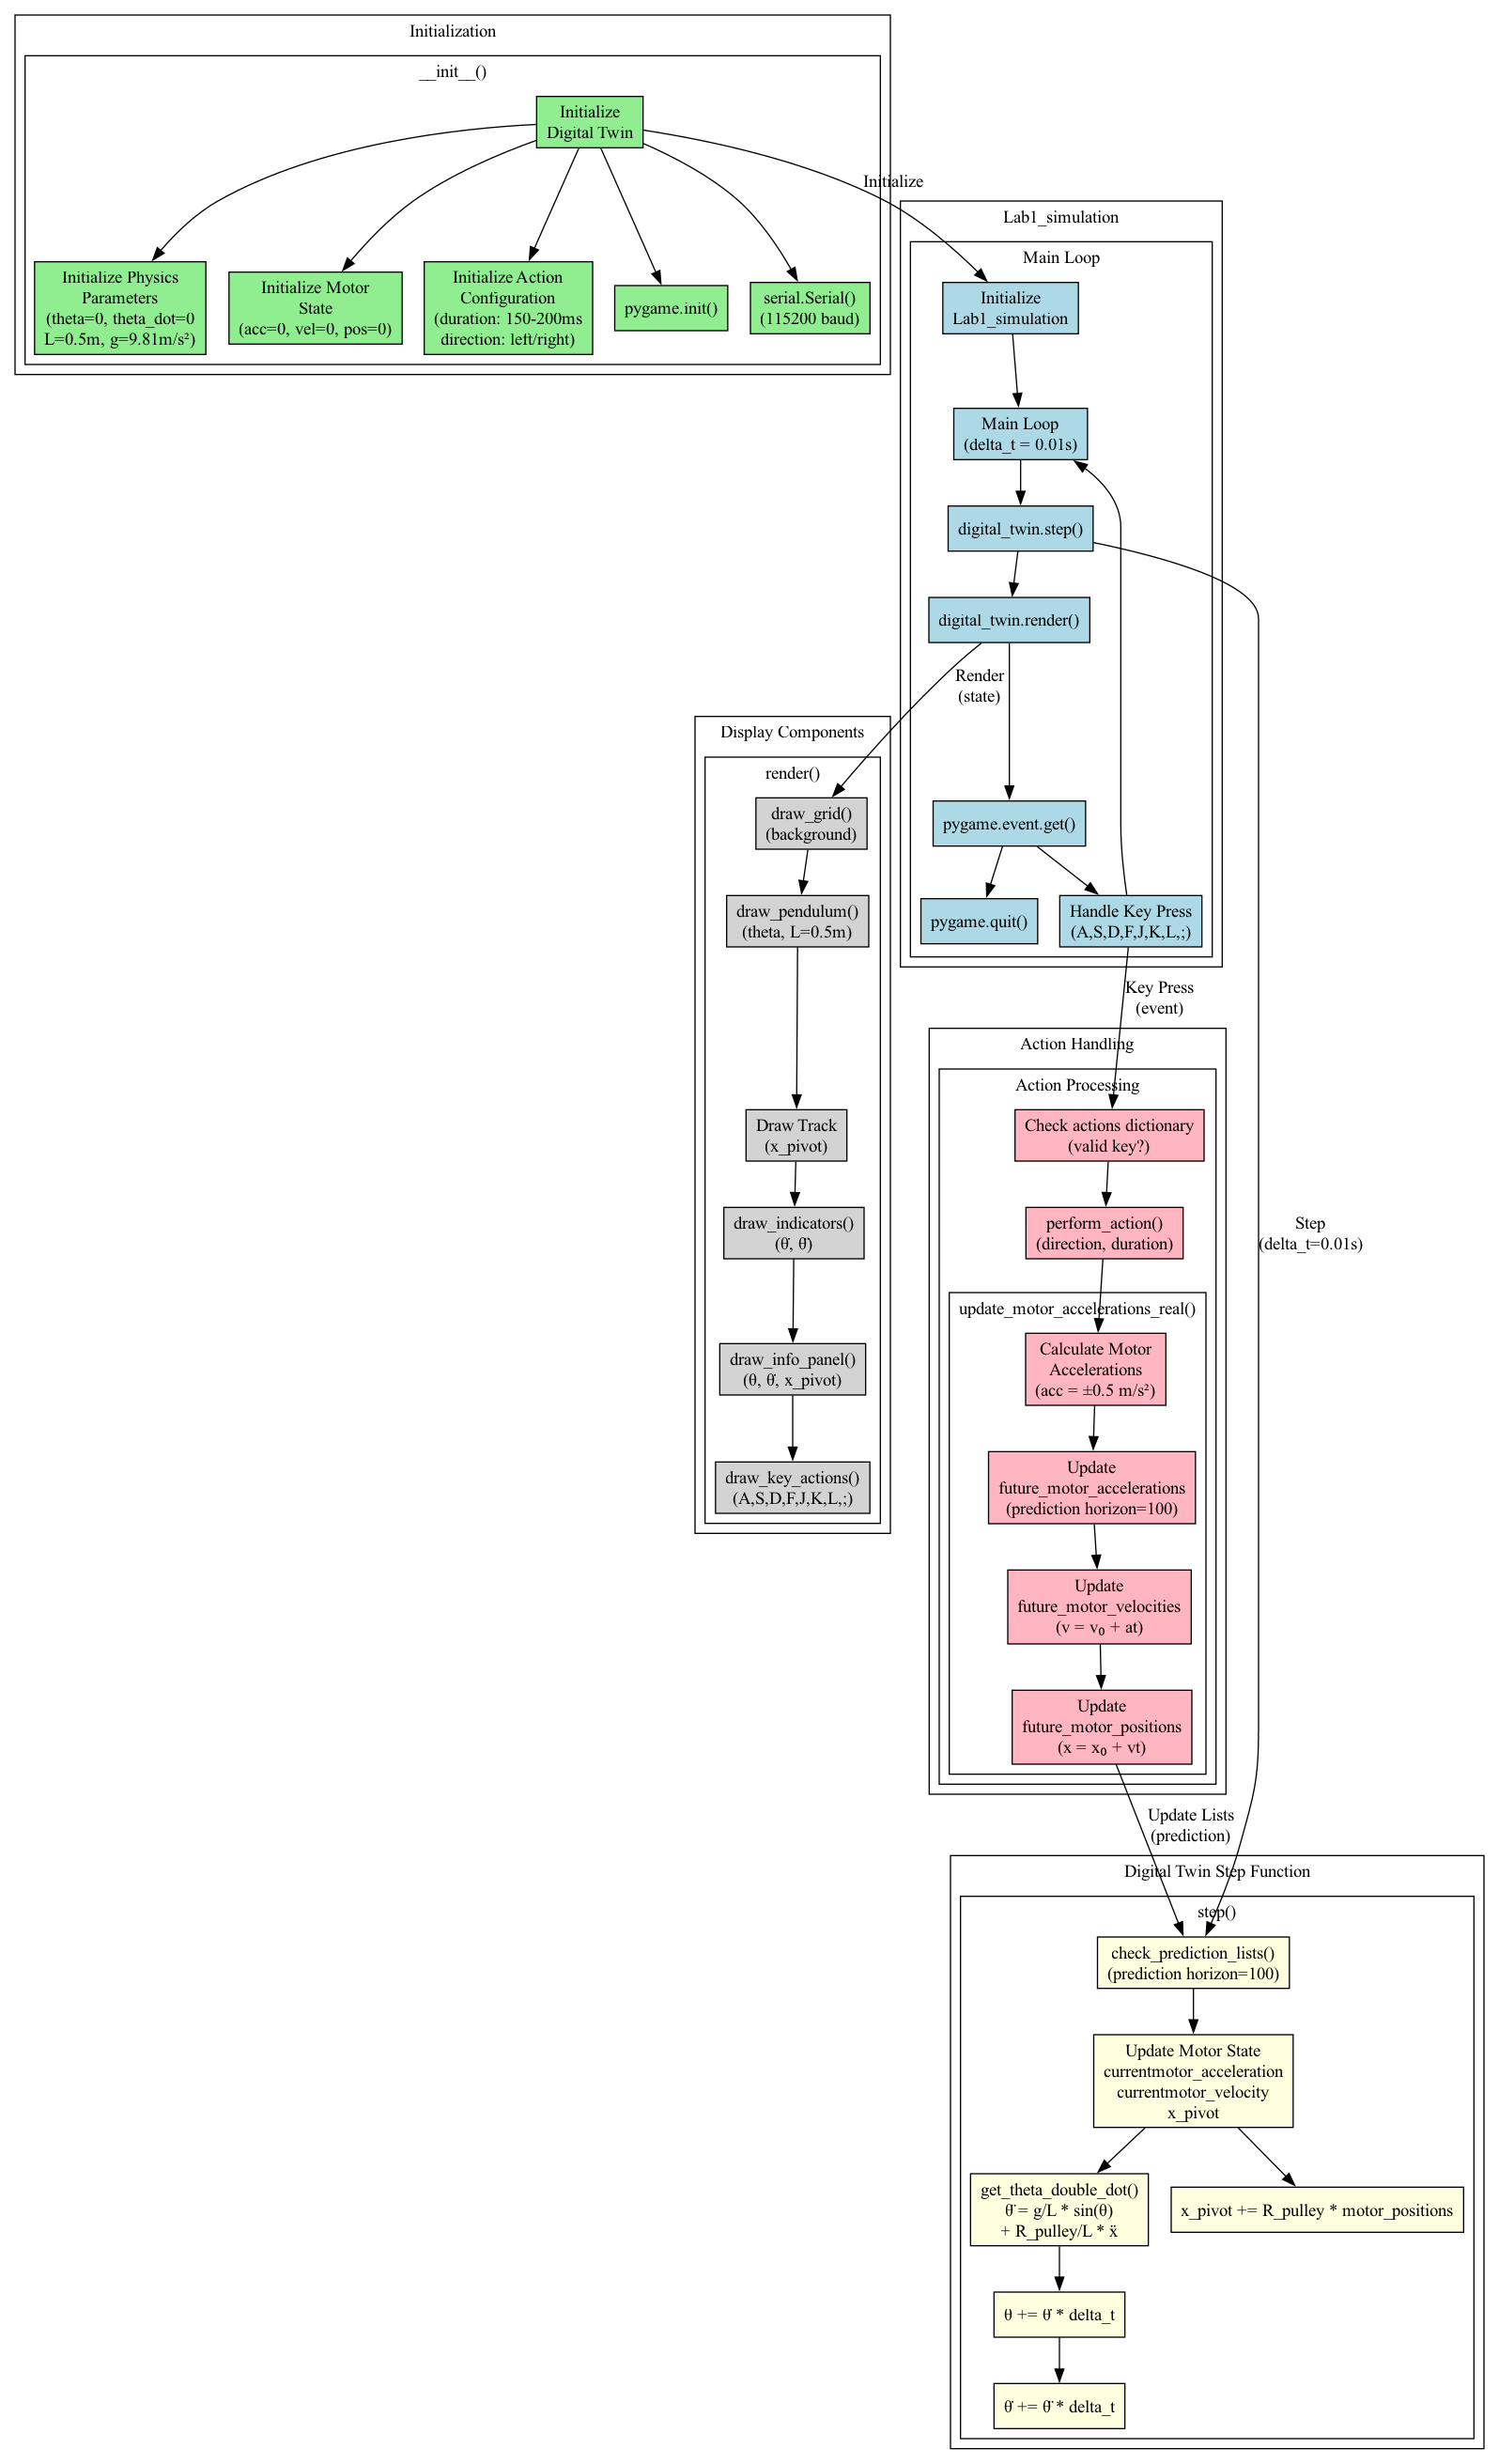 Initialization
__init__()
Initialize
Digital Twin
Initialize Physics
Parameters
(theta=0, theta_dot=0
L=0.5m, g=9.81m/s²)
Initialize Motor
State
(acc=0, vel=0, pos=0)
Initialize Action
Configuration
(duration: 150-200ms
direction: left/right)
pygame.init()
serial.Serial()
(115200 baud)
Initialize
Lab1_simulation
Main Loop
Initialize
Lab1_simulation
Main Loop
(delta_t = 0.01s)
digital_twin.step()
digital_twin.render()
Render
(state)
pygame.event.get()
pygame.quit()
Handle Key Press
(A,S,D,F,J,K,L,;)
Display Components
render()
draw_grid()
(background)
draw_pendulum()
(theta, L=0.5m)
Draw Track
(x_pivot)
draw_indicators()
(θ̇, θ̈)
draw_info_panel()
(θ, θ̇, x_pivot)
draw_key_actions()
(A,S,D,F,J,K,L,;)
Key Press
(event)
Action Handling
Action Processing
Check actions dictionary
(valid key?)
perform_action()
(direction, duration)
update_motor_accelerations_real()
Calculate Motor
Accelerations
(acc = ±0.5 m/s²)
Update
future_motor_accelerations
(prediction horizon=100)
Update
future_motor_velocities
(v = v₀ + at)
Update
future_motor_positions
(x = x₀ + vt)
Step
(delta_t=0.01s)
Update Lists
(prediction)
Digital Twin Step Function
step()
check_prediction_lists()
(prediction horizon=100)
Update Motor State
currentmotor_acceleration
currentmotor_velocity
x_pivot
get_theta_double_dot()
θ̈ = g/L * sin(θ)
+ R_pulley/L * ẍ
x_pivot += R_pulley * motor_positions
θ += θ̇ * delta_t
θ̇ += θ̈ * delta_t